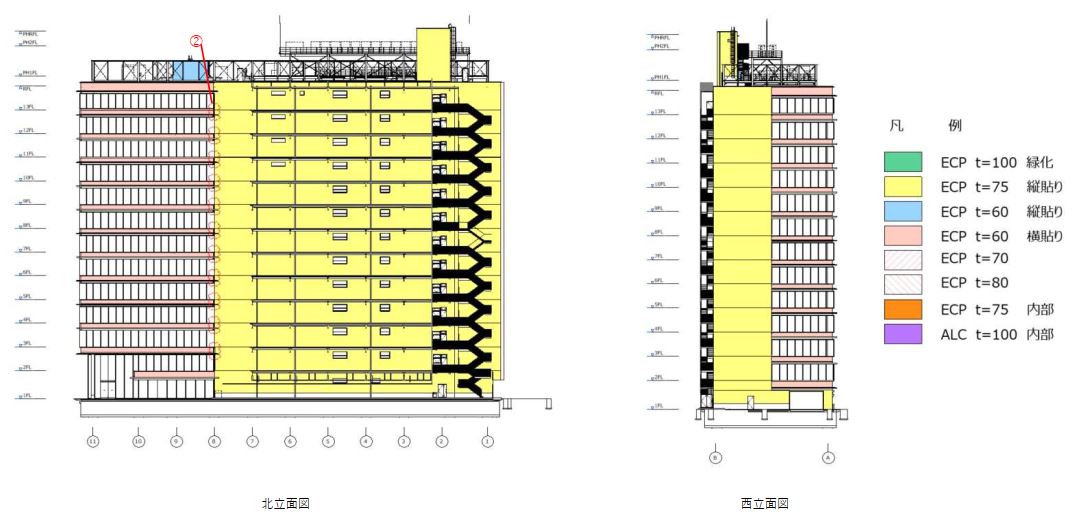 ②
PHRFL
PH2FL
PH1FL
RFL
13FL
12FL
11FL
10FL
9FL
8FL
7FL
6FL
5FL
4FL
3FL
2FL
1FL
11 10 9 8 7 6 5 4 3 2 1
北立面図
PHRFL
PH2FL
PH1FL
RFL
13FL
12FL
11FL
10FL
9FL
8FL
7FL
6FL
5FL
4FL
3FL
2FL
1FL
B A
西立面図
凡 例
ECP t=100 緑化
ECP t=75 縦貼り
ECP t=60 縦貼り
ECP t=60 横貼り
ECP t=70
ECP t=80
ECP t=75 内部
ALC t=100 内部